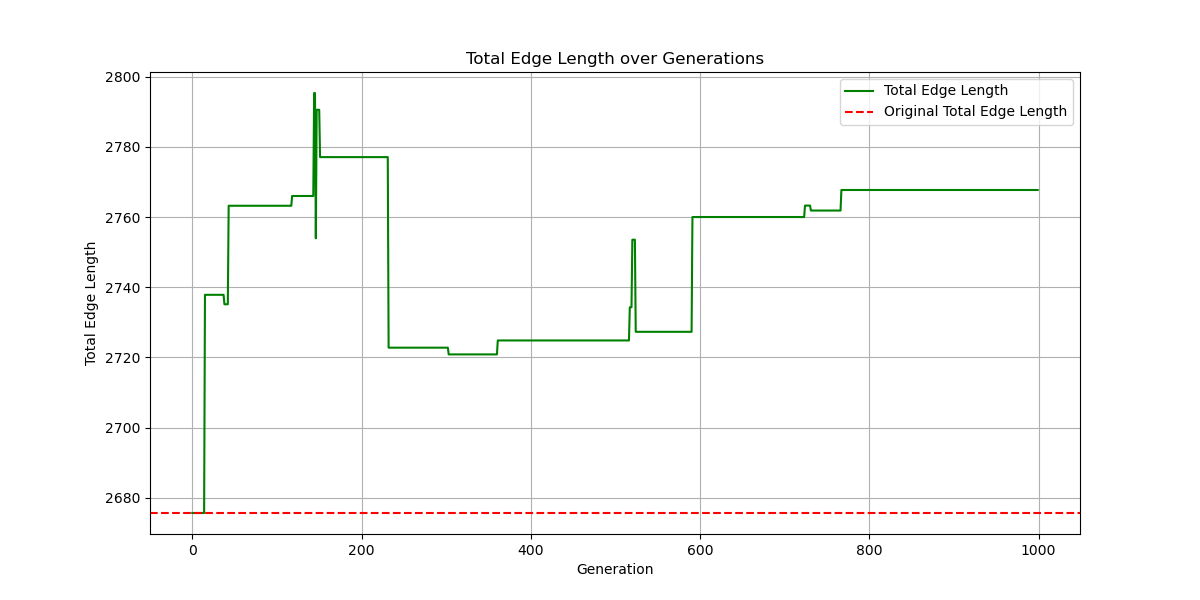 Total Edge Length over Generations
2800
2780
2760
2740
2720
2700
2680
Total Edge Length
0 200 400 600 800 1000
Generation
Total Edge Length
Original Total Edge Length